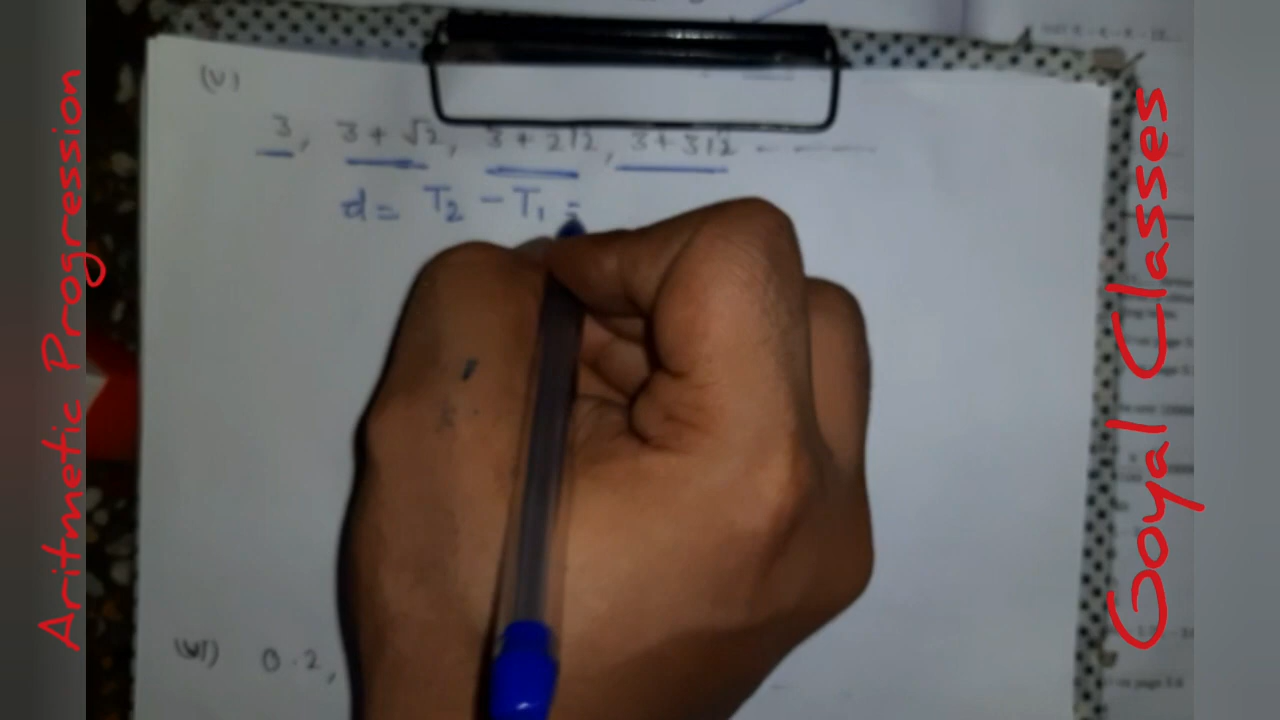 Aritmetic Progression
(V)
3, 3 + √2, 3 + 2√2, 3 + 3√2 - ———
d = T₂ - T₁ =
(VI) 0.2,
Goyal Classes